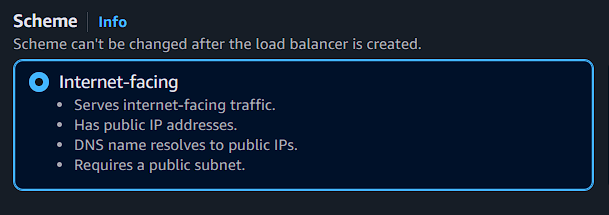 Scheme Info
Scheme can't be changed after the load balancer is created.
Internet-facing
• Serves internet-facing traffic.
• Has public IP addresses.
• DNS name resolves to public IPs.
• Requires a public subnet.